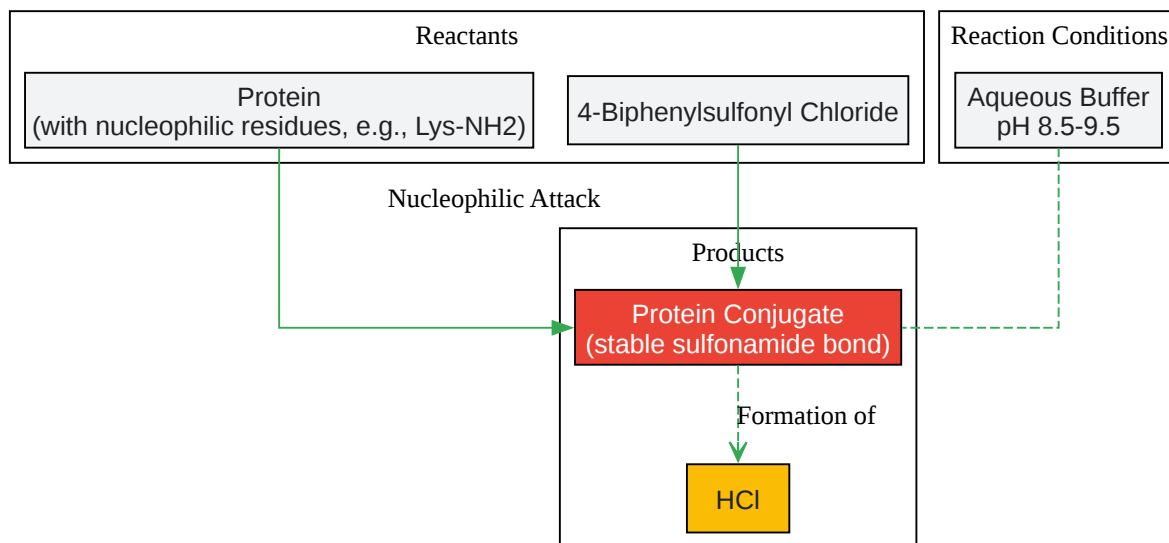 Reactants
Reaction Conditions
Protein
(with nucleophilic residues, e.g., Lys-NH2)
4-Biphenylsulfonyl Chloride
Aqueous Buffer
pH 8.5-9.5
Nucleophilic Attack
Products
Protein Conjugate
(stable sulfonamide bond)
Formation of
HCl